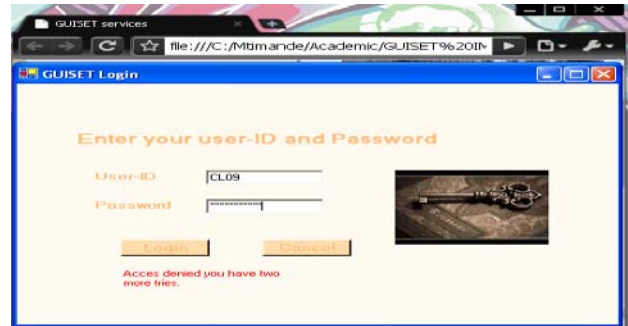 GUISET services
file:///C:/Mtimande/Academic/GUISET%20IN
GUISET Login
Enter your user-ID and Password
User-ID
CL09
Password
Login
Cancel
Acces denied you have two
more tries.